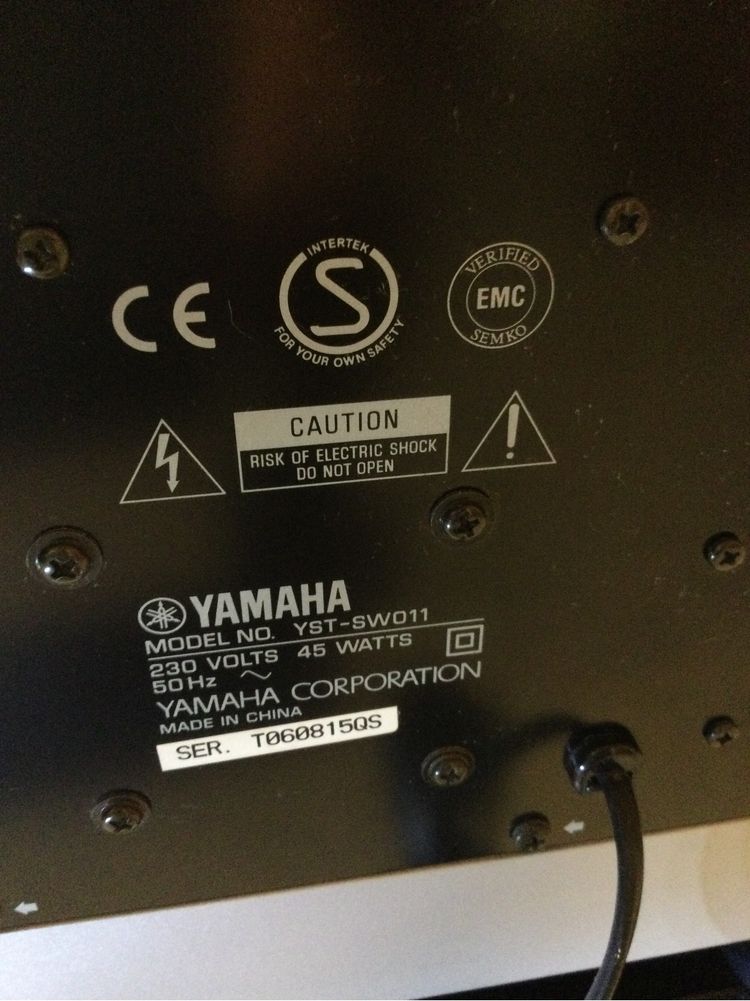 CE
INTERTEK
S
FOR YOUR OWN SAFETY
VERIFIED
EMC
SEMKO
CAUTION
RISK OF ELECTRIC SHOCK
DO NOT OPEN
!
YAMAHA
MODEL NO. YST-SW011
230 VOLTS 45 WATTS
50Hz ~
YAMAHA CORPORATION
MADE IN CHINA
SER. T060815QS